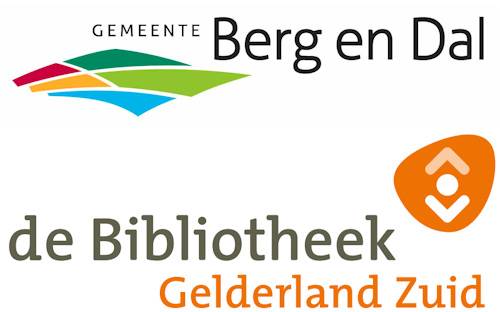 GEMEENTE Berg en Dal
de Bibliotheek
Gelderland Zuid